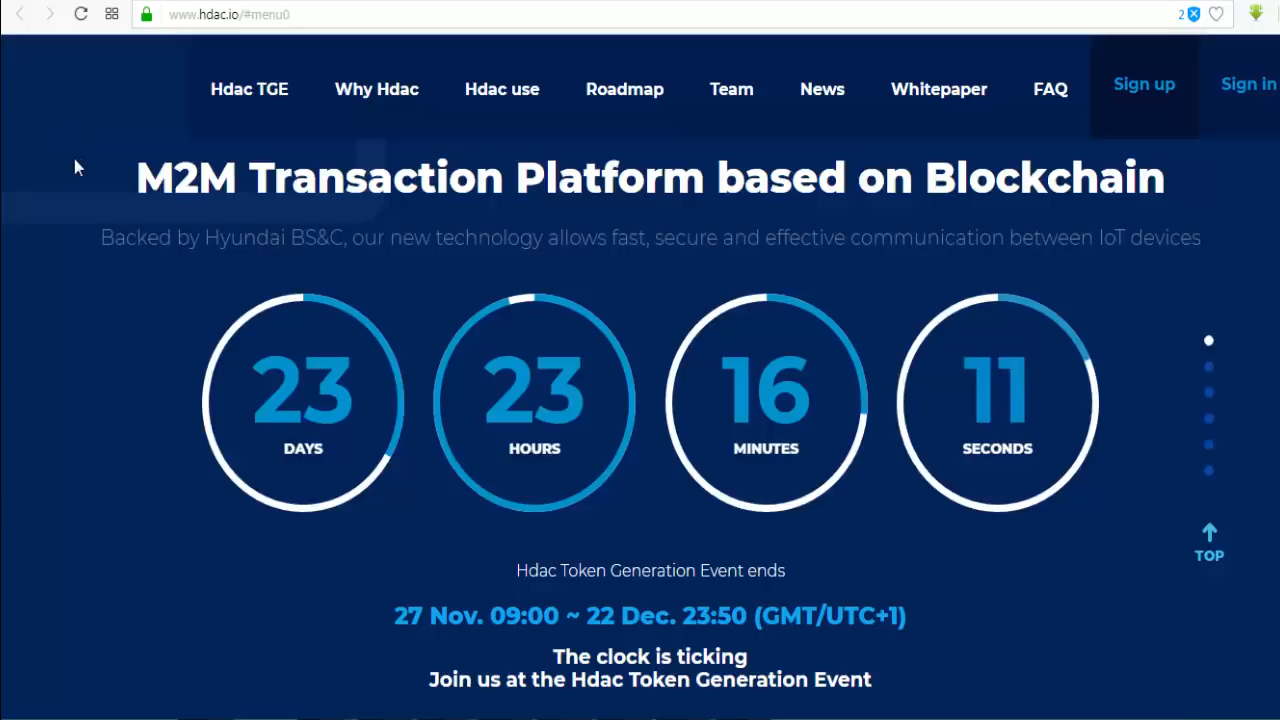 www.hdac.io/#menu0
2
Hdac TGE Why Hdac Hdac use Roadmap Team News Whitepaper FAQ Sign up Sign in
M2M Transaction Platform based on Blockchain
Backed by Hyundai BS&C, our new technology allows fast, secure and effective communication between IoT devices
23 23 16 11
DAYS HOURS MINUTES SECONDS
TOP
Hdac Token Generation Event ends
27 Nov. 09:00 ~ 22 Dec. 23:50 (GMT/UTC+1)
The clock is ticking
Join us at the Hdac Token Generation Event